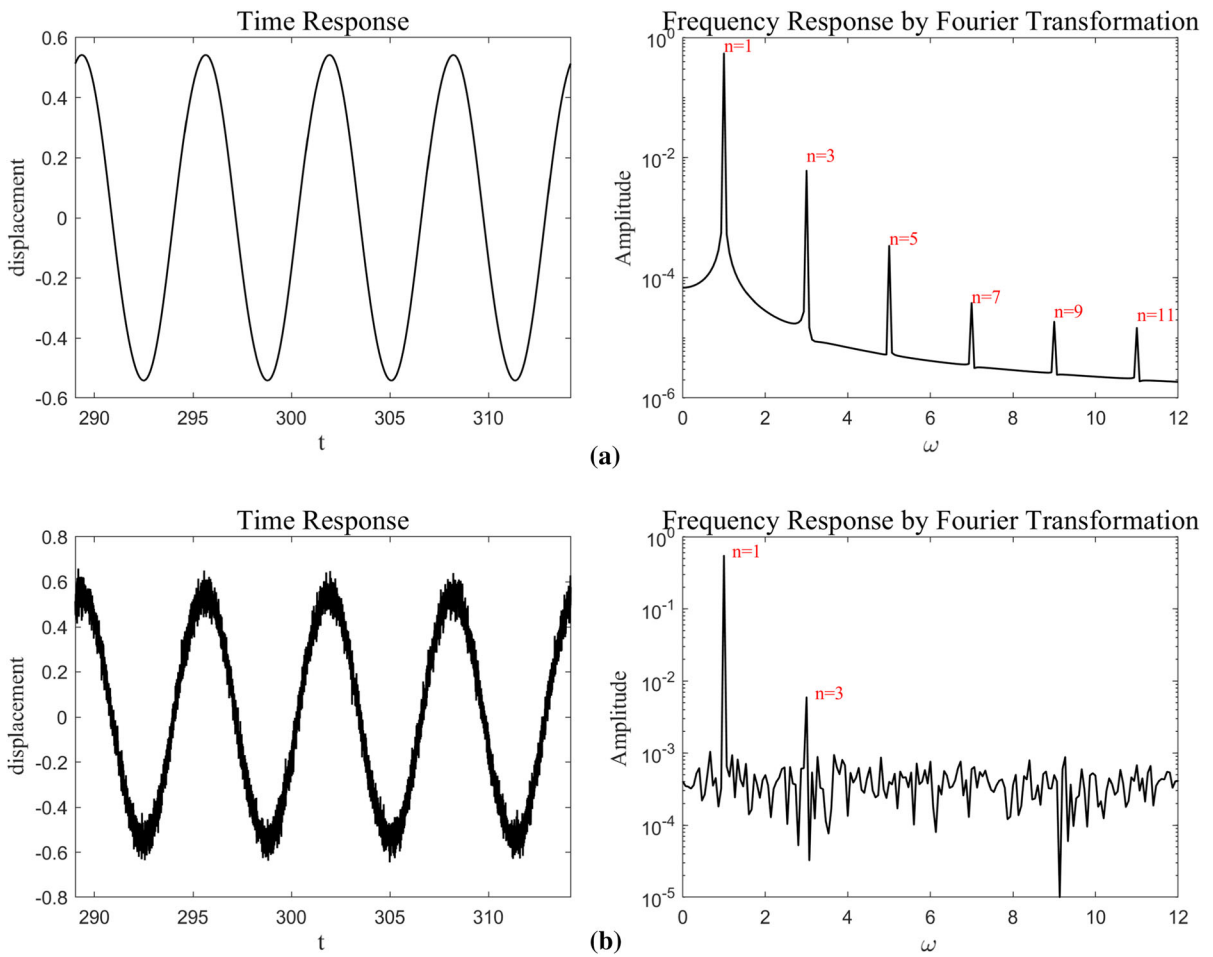 Time Response
displacement
0.6
0.4
0.2
0
-0.2
-0.4
-0.6
290 295 300 305 310
t
Frequency Response by Fourier Transformation
Amplitude
10^0
10^-2
10^-4
10^-6
n=1
n=3
n=5
n=7
n=9
n=11
0 2 4 6 8 10 12
ω
(a)
Time Response
displacement
0.8
0.6
0.4
0.2
0
-0.2
-0.4
-0.6
-0.8
290 295 300 305 310
t
Frequency Response by Fourier Transformation
Amplitude
10^0
10^-1
10^-2
10^-3
10^-4
10^-5
n=1
n=3
0 2 4 6 8 10 12
ω
(b)